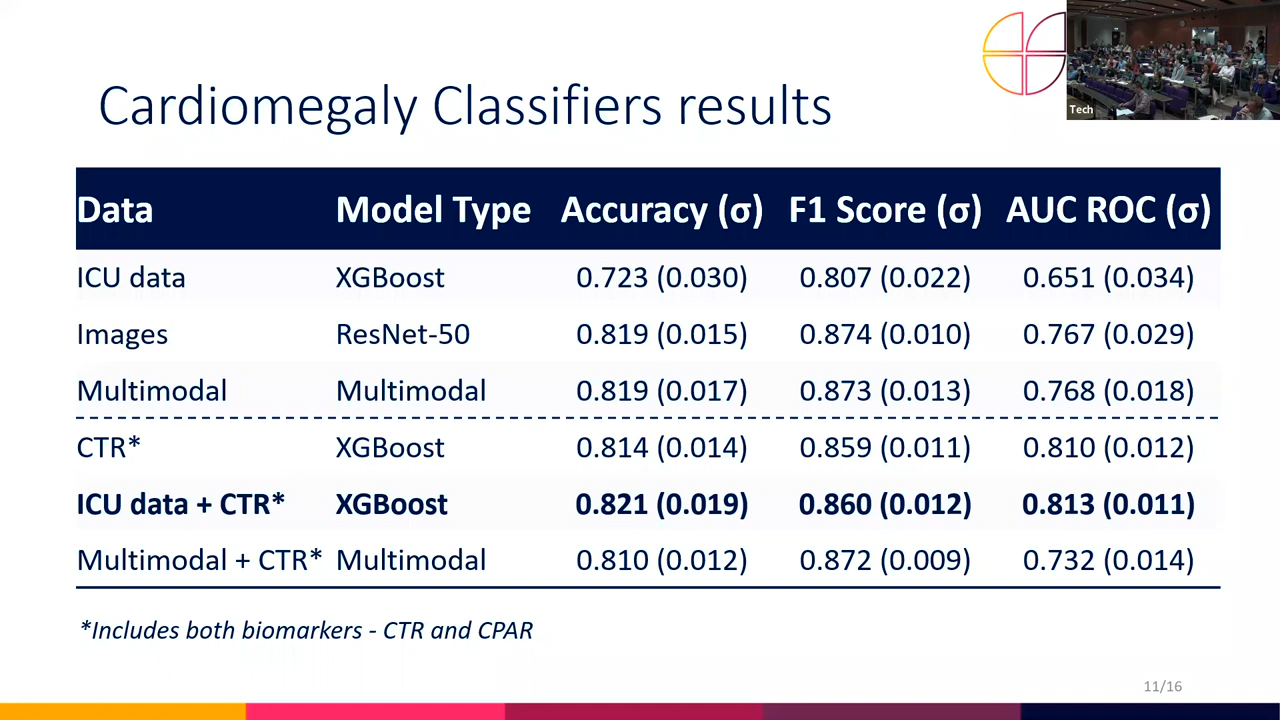 Tech
Cardiomegaly Classifiers results
Data Model Type Accuracy (σ) F1 Score (σ) AUC ROC (σ)
ICU data XGBoost 0.723 (0.030) 0.807 (0.022) 0.651 (0.034)
Images ResNet-50 0.819 (0.015) 0.874 (0.010) 0.767 (0.029)
Multimodal Multimodal 0.819 (0.017) 0.873 (0.013) 0.768 (0.018)
CTR* XGBoost 0.814 (0.014) 0.859 (0.011) 0.810 (0.012)
ICU data + CTR* XGBoost 0.821 (0.019) 0.860 (0.012) 0.813 (0.011)
Multimodal + CTR* Multimodal 0.810 (0.012) 0.872 (0.009) 0.732 (0.014)
*Includes both biomarkers - CTR and CPAR
11/16